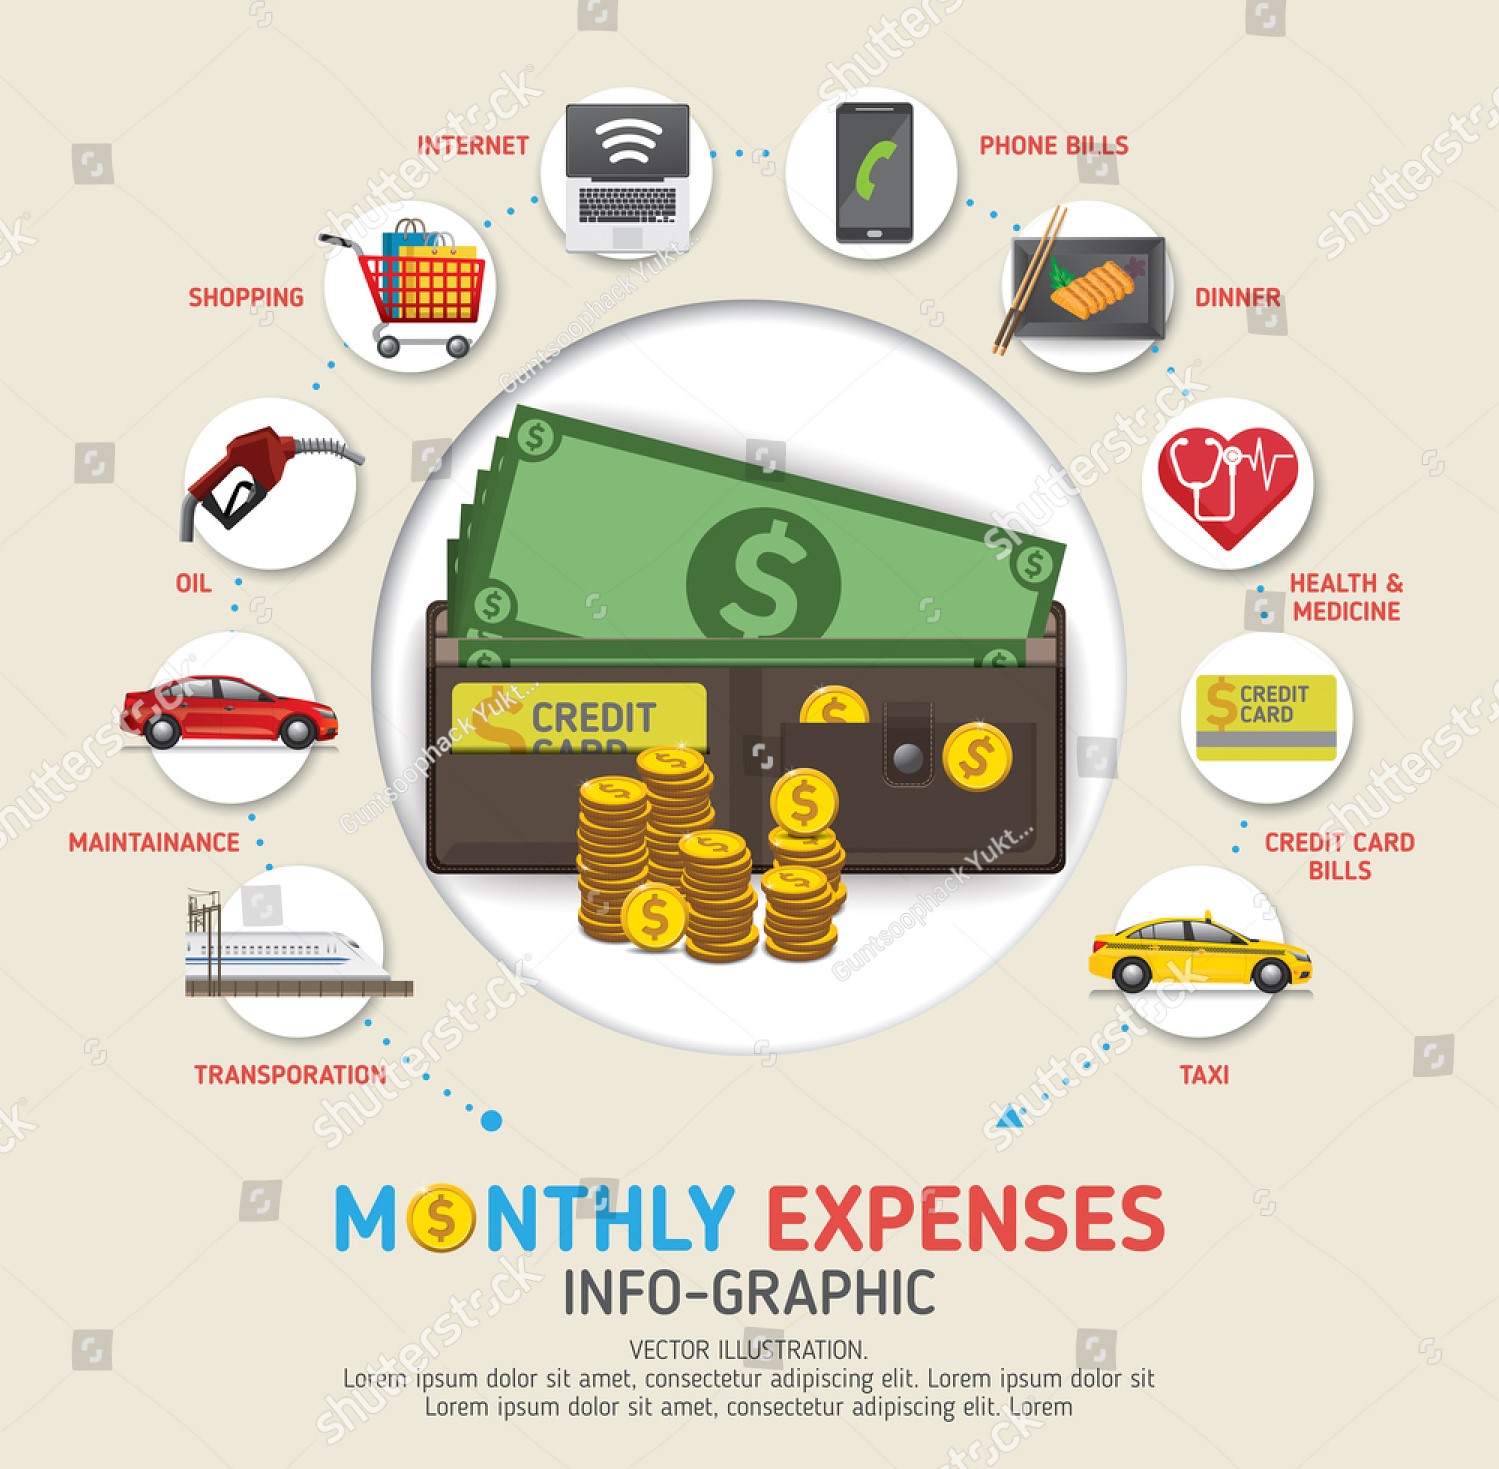 INTERNET
PHONE BILLS
SHOPPING
DINNER
OIL
HEALTH &
MEDICINE
CREDIT
CARD
CREDIT
CARD
MAINTAINANCE
CREDIT CARD
BILLS
TRANSPORATION
TAXI
MONTHLY EXPENSES
INFO-GRAPHIC
VECTOR ILLUSTRATION.
Lorem ipsum dolor sit amet, consectetur adipiscing elit. Lorem ipsum dolor sit
Lorem ipsum dolor sit amet, consectetur adipiscing elit. Lorem
shutterstock
Guntsoophack Yukt...